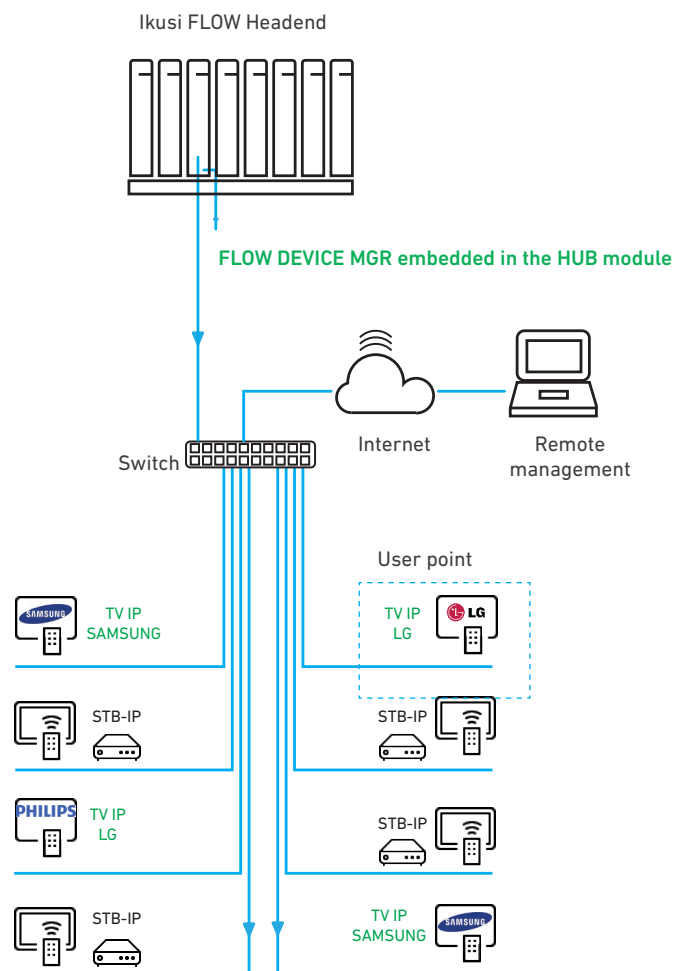 Ikusi FLOW Headend
FLOW DEVICE MGR embedded in the HUB module
Switch
Internet
Remote
management
User point
SAMSUNG
TV IP
SAMSUNG
TV IP
LG
LG
STB-IP
STB-IP
PHILIPS
TV IP
LG
STB-IP
STB-IP
TV IP
SAMSUNG
SAMSUNG